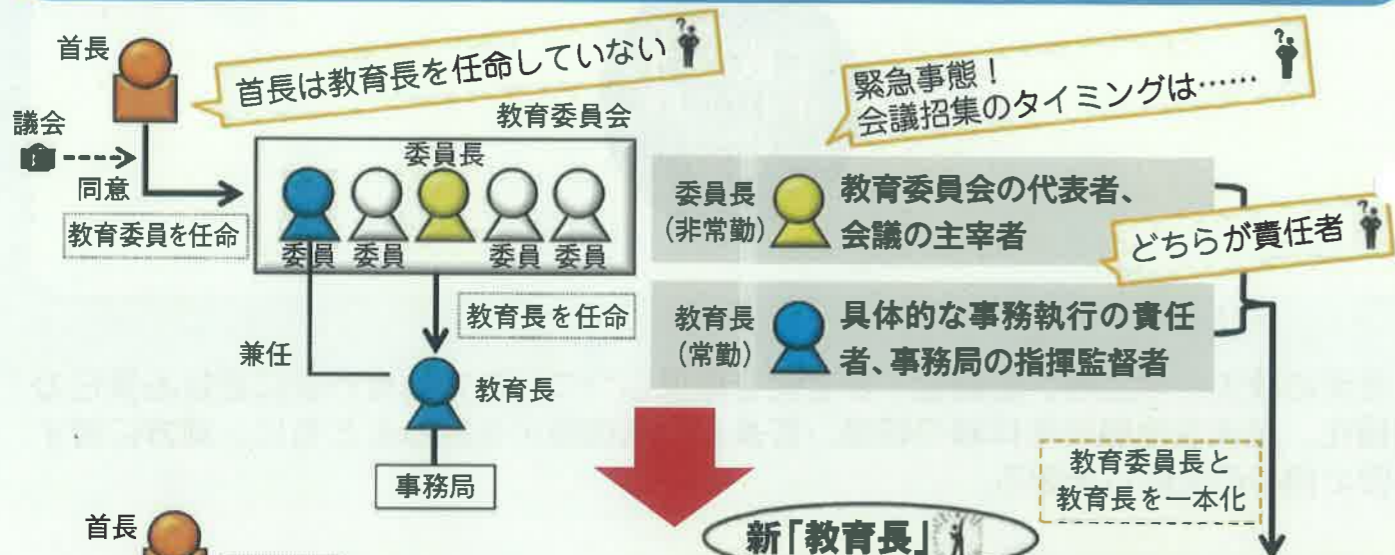 首長
首長は教育長を任命していない
緊急事態！
会議招集のタイミングは……
議会
同意
教育委員を任命
教育委員会
委員長
委員 委員 委員 委員
教育長を任命
兼任
教育長
事務局
委員長
(非常勤)
教育委員会の代表者、
会議の主宰者
どちらが責任者
教育長
(常勤)
具体的な事務執行の責任
者、事務局の指揮監督者
教育委員長と
教育長を一本化
首長
新「教育長」